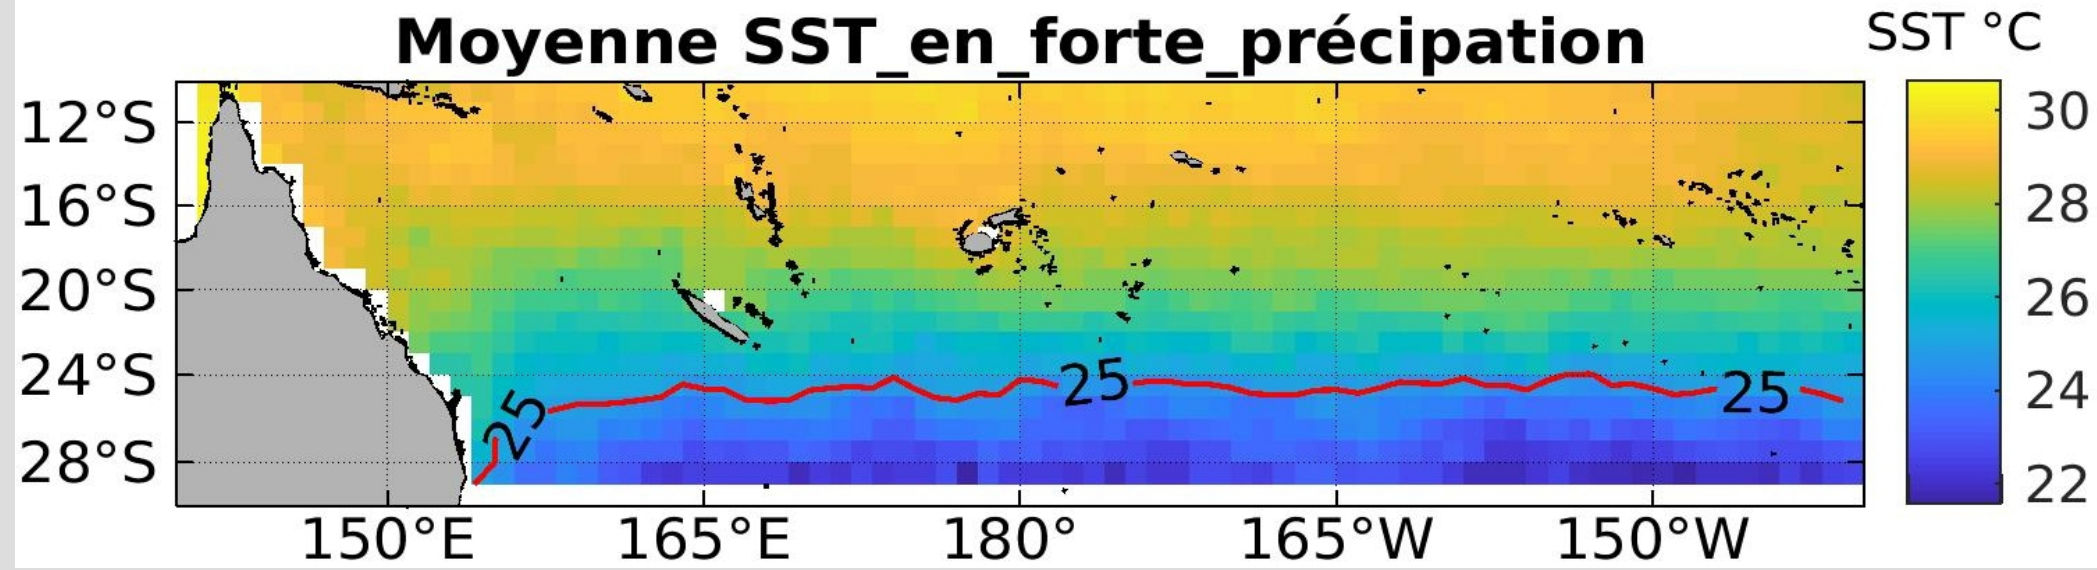 Moyenne SST_en_forte_précipation
SST °C
12°S
16°S
20°S
24°S
28°S
25
25
25
150°E
165°E
180°
165°W
150°W
30
28
26
24
22